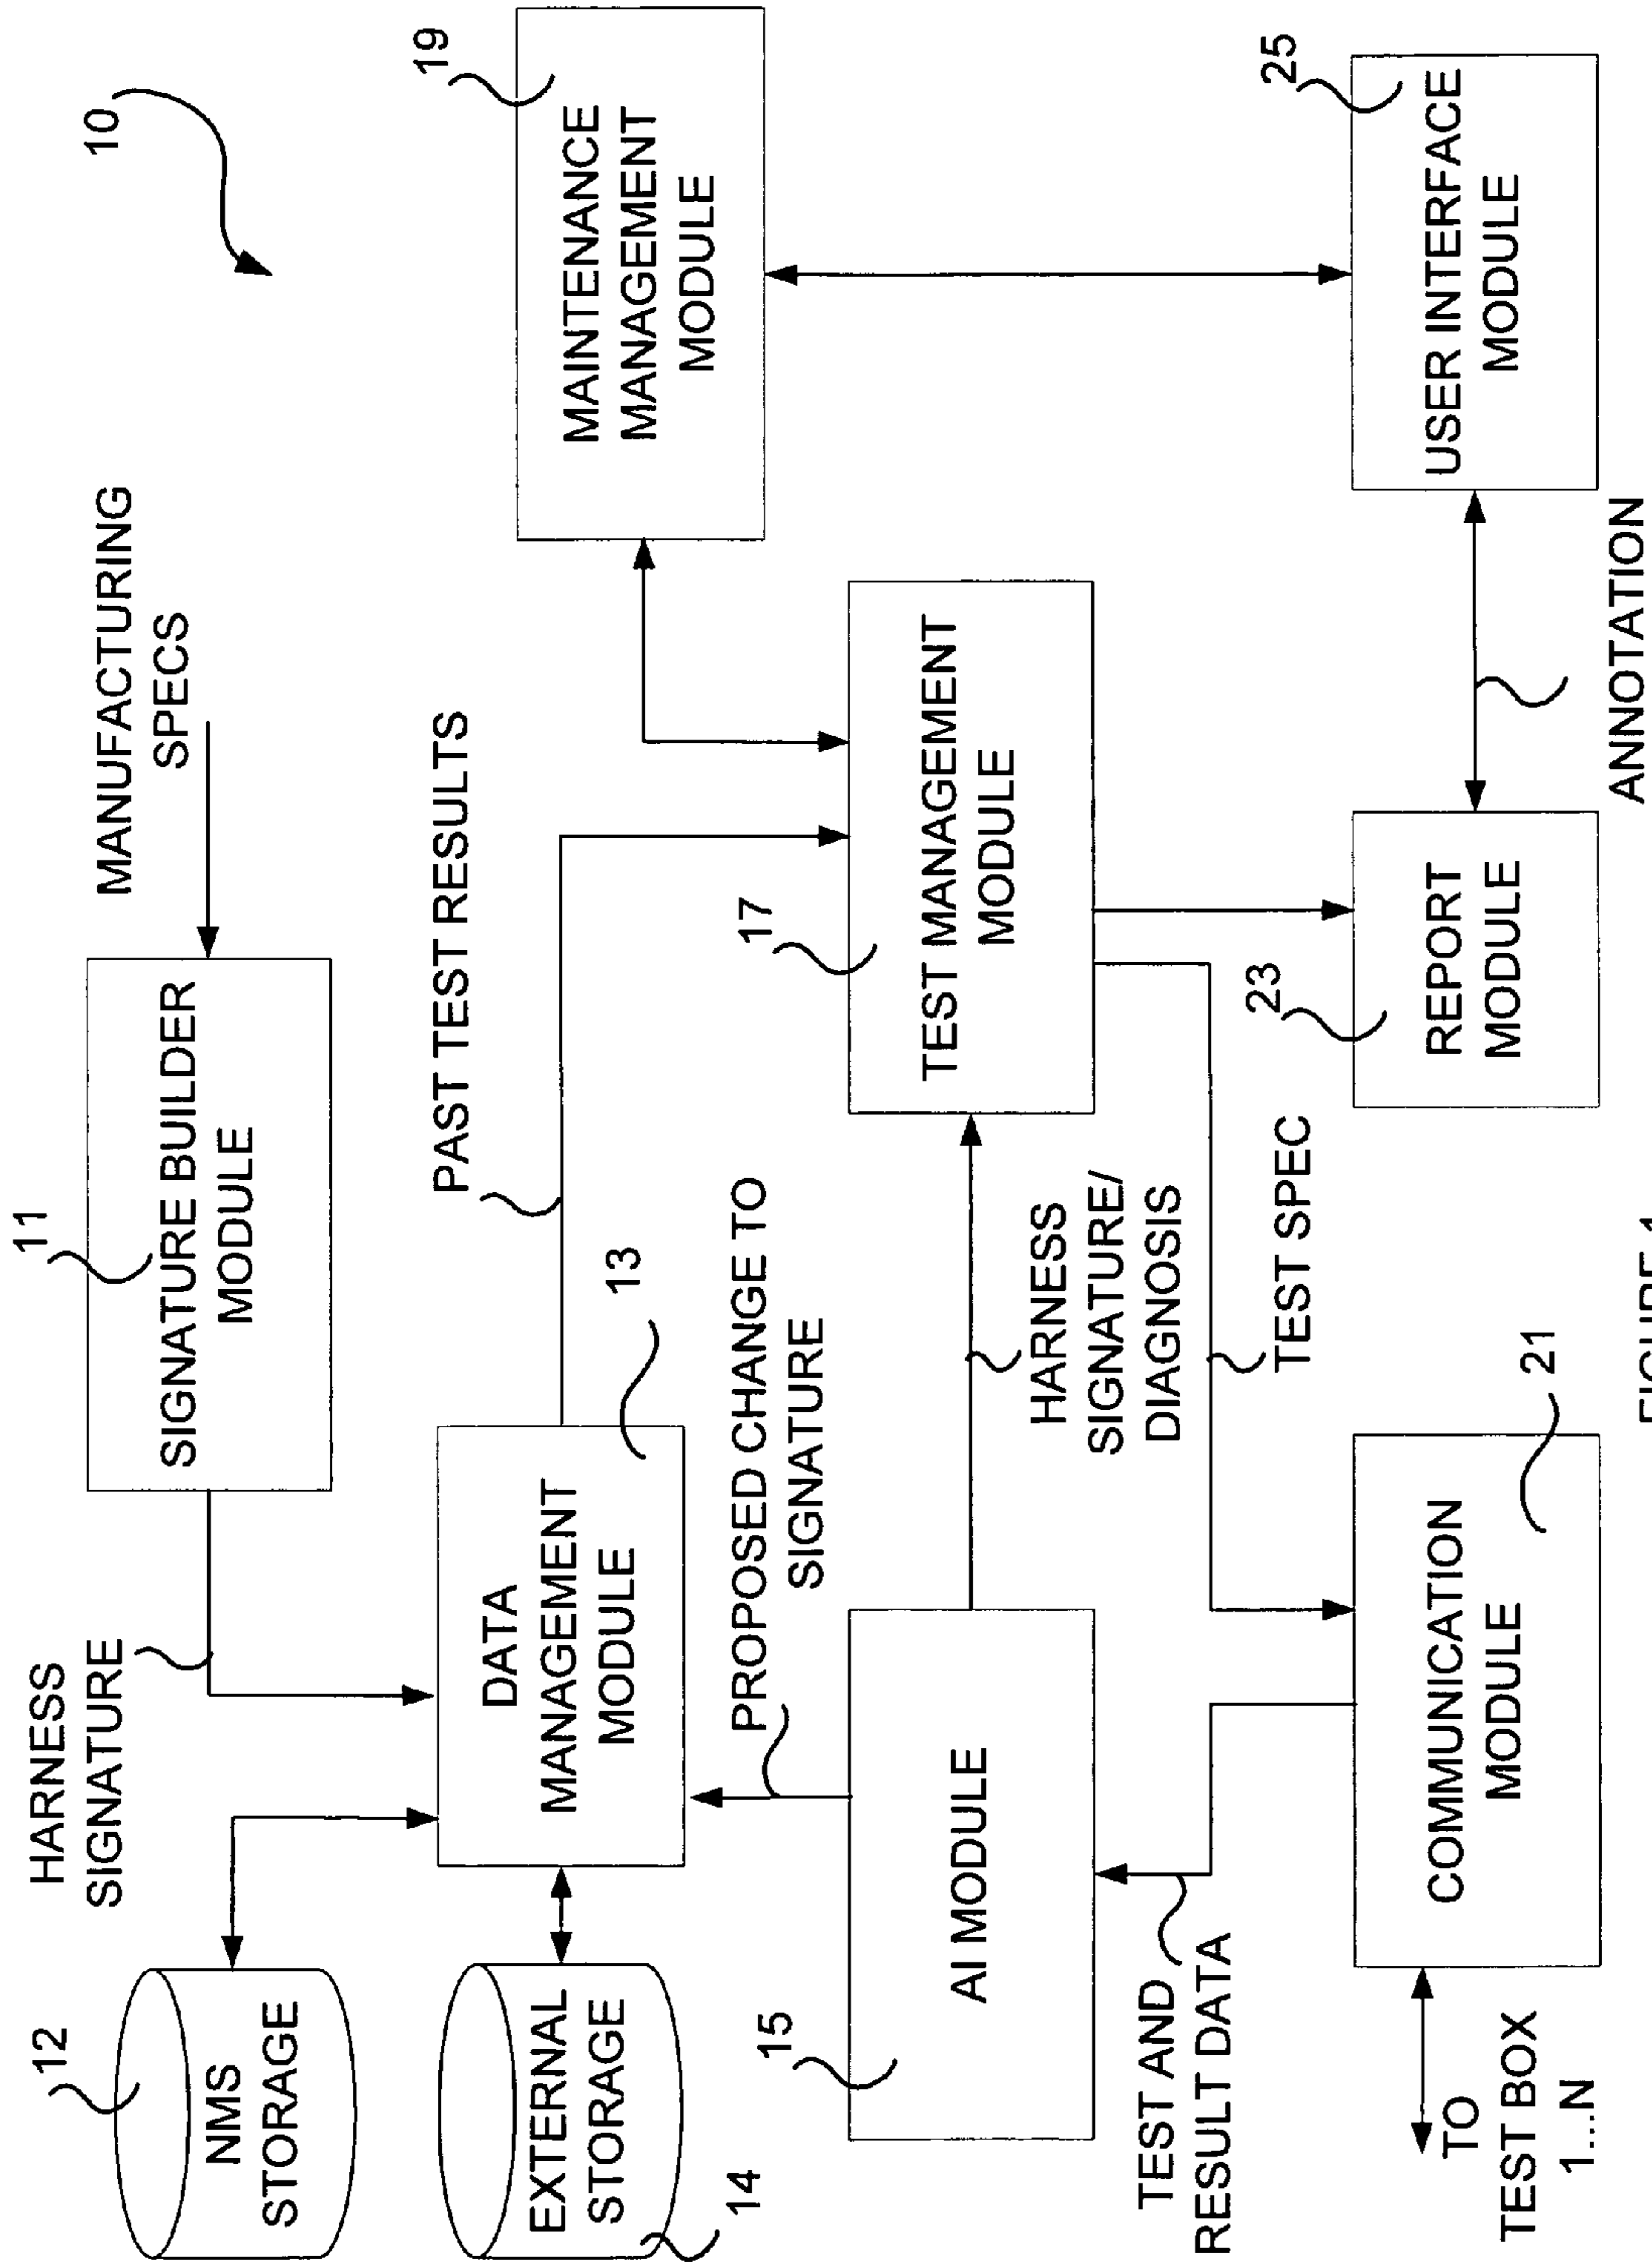 10
MANUFACTURING
SPECS
11
SIGNATURE BUILDER
MODULE
HARNESS
SIGNATURE
12
NMS
STORAGE
19
MAINTENANCE
MANAGEMENT
MODULE
PAST TEST RESULTS
13
DATA
MANAGEMENT
MODULE
EXTERNAL
STORAGE
14
PROPOSED CHANGE TO
SIGNATURE
17
TEST MANAGEMENT
MODULE
15
AI MODULE
HARNESS
SIGNATURE/
DIAGNOSIS
TEST SPEC
TEST AND
RESULT DATA
25
USER INTERFACE
MODULE
23
REPORT
MODULE
ANNOTATION
21
COMMUNICATION
MODULE
TO
TEST BOX
1...N
FIGURE 1